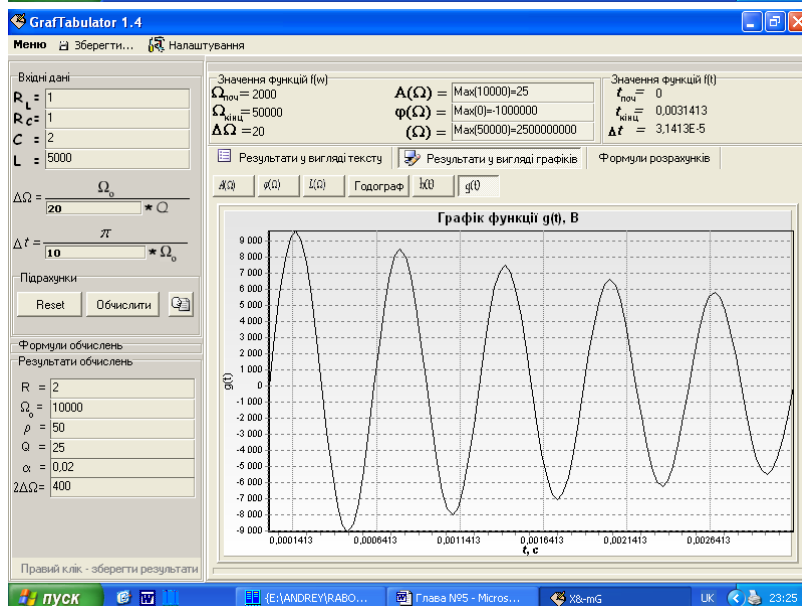 GrafTabulator 1.4
Меню Зберегти... Налаштування
Вхідні дані
R_L = 1
R_C = 1
C = 2
L = 5000
ΔΩ = Ω_o / 20 * Q
Δt = π / 10 * Ω_o
Підрахунки
Reset Обчислити
Формули обчислень
Результати обчислень
R = 2
Ω_o = 10000
ρ = 50
Q = 25
α = 0,02
2ΔΩ= 400
Правий клік - зберегти результати
Значення функцій f(w)
Ω_поч = 2000 A(Ω) = Max(10000)=25
Ω_кінц = 50000 φ(Ω) = Max(0)=-1000000
ΔΩ =20 (Ω) = Max(50000)=2500000000
Значення функцій f(t)
t_поч = 0
t_кінц = 0,0031413
Δt = 3,1413E-5
Результати у вигляді тексту Результати у вигляді графіків Формули розрахунків
A(Ω) φ(Ω) L(Ω) Годограф h(t) g(t)
Графік функції g(t), В
9 000
8 000
7 000
6 000
5 000
4 000
3 000
2 000
1 000
0
-1 000
-2 000
-3 000
-4 000
-5 000
-6 000
-7 000
-8 000
-9 000
g(t)
0,0001413 0,0006413 0,0011413 0,0016413 0,0021413 0,0026413
t, c
пуск {E:\ANDREY\RABO... Глава №5 - Micros... X&-mG UK 23:25